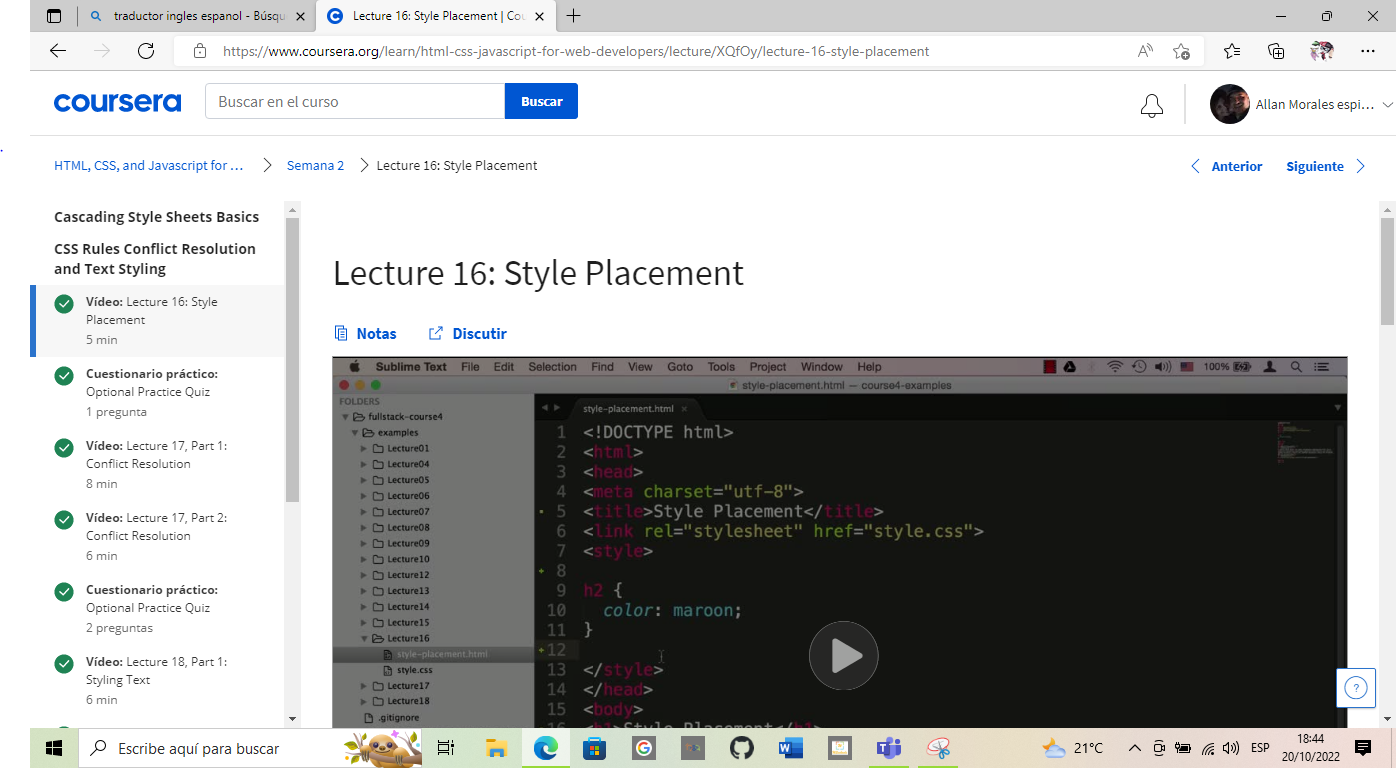 traductor ingles espanol - Búsqu
Lecture 16: Style Placement | Cou
https://www.coursera.org/learn/html-css-javascript-for-web-developers/lecture/XQfOy/lecture-16-style-placement
coursera
Buscar en el curso
Buscar
Allan Morales espi...
HTML, CSS, and Javascript for ...
Semana 2
Lecture 16: Style Placement
Anterior
Siguiente
Cascading Style Sheets Basics
CSS Rules Conflict Resolution
and Text Styling
Vídeo: Lecture 16: Style
Placement
5 min
Cuestionario práctico:
Optional Practice Quiz
1 pregunta
Vídeo: Lecture 17, Part 1:
Conflict Resolution
8 min
Vídeo: Lecture 17, Part 2:
Conflict Resolution
6 min
Cuestionario práctico:
Optional Practice Quiz
2 preguntas
Vídeo: Lecture 18, Part 1:
Styling Text
6 min
Lecture 16: Style Placement
Notas
Discutir
Sublime Text File Edit Selection Find View Goto Tools Project Window Help
100%
style-placement.html — course4-examples
FOLDERS
fullstack-course4
examples
Lecture01
Lecture04
Lecture05
Lecture06
Lecture07
Lecture08
Lecture09
Lecture10
Lecture12
Lecture13
Lecture14
Lecture15
Lecture16
style-placement.html
style.css
Lecture17
Lecture18
.gitignore
style-placement.html
1 <!DOCTYPE html>
2 <html>
3 <head>
4 <meta charset="utf-8">
5 <title>Style Placement</title>
6 <link rel="stylesheet" href="style.css">
7 <style>
8
9 h2 {
10 color: maroon;
11 }
12
13 </style>
14 </head>
15 <body>
16 <h1>Style Placement</h1>
?
Escribe aquí para buscar
21°C
ESP
18:44
20/10/2022